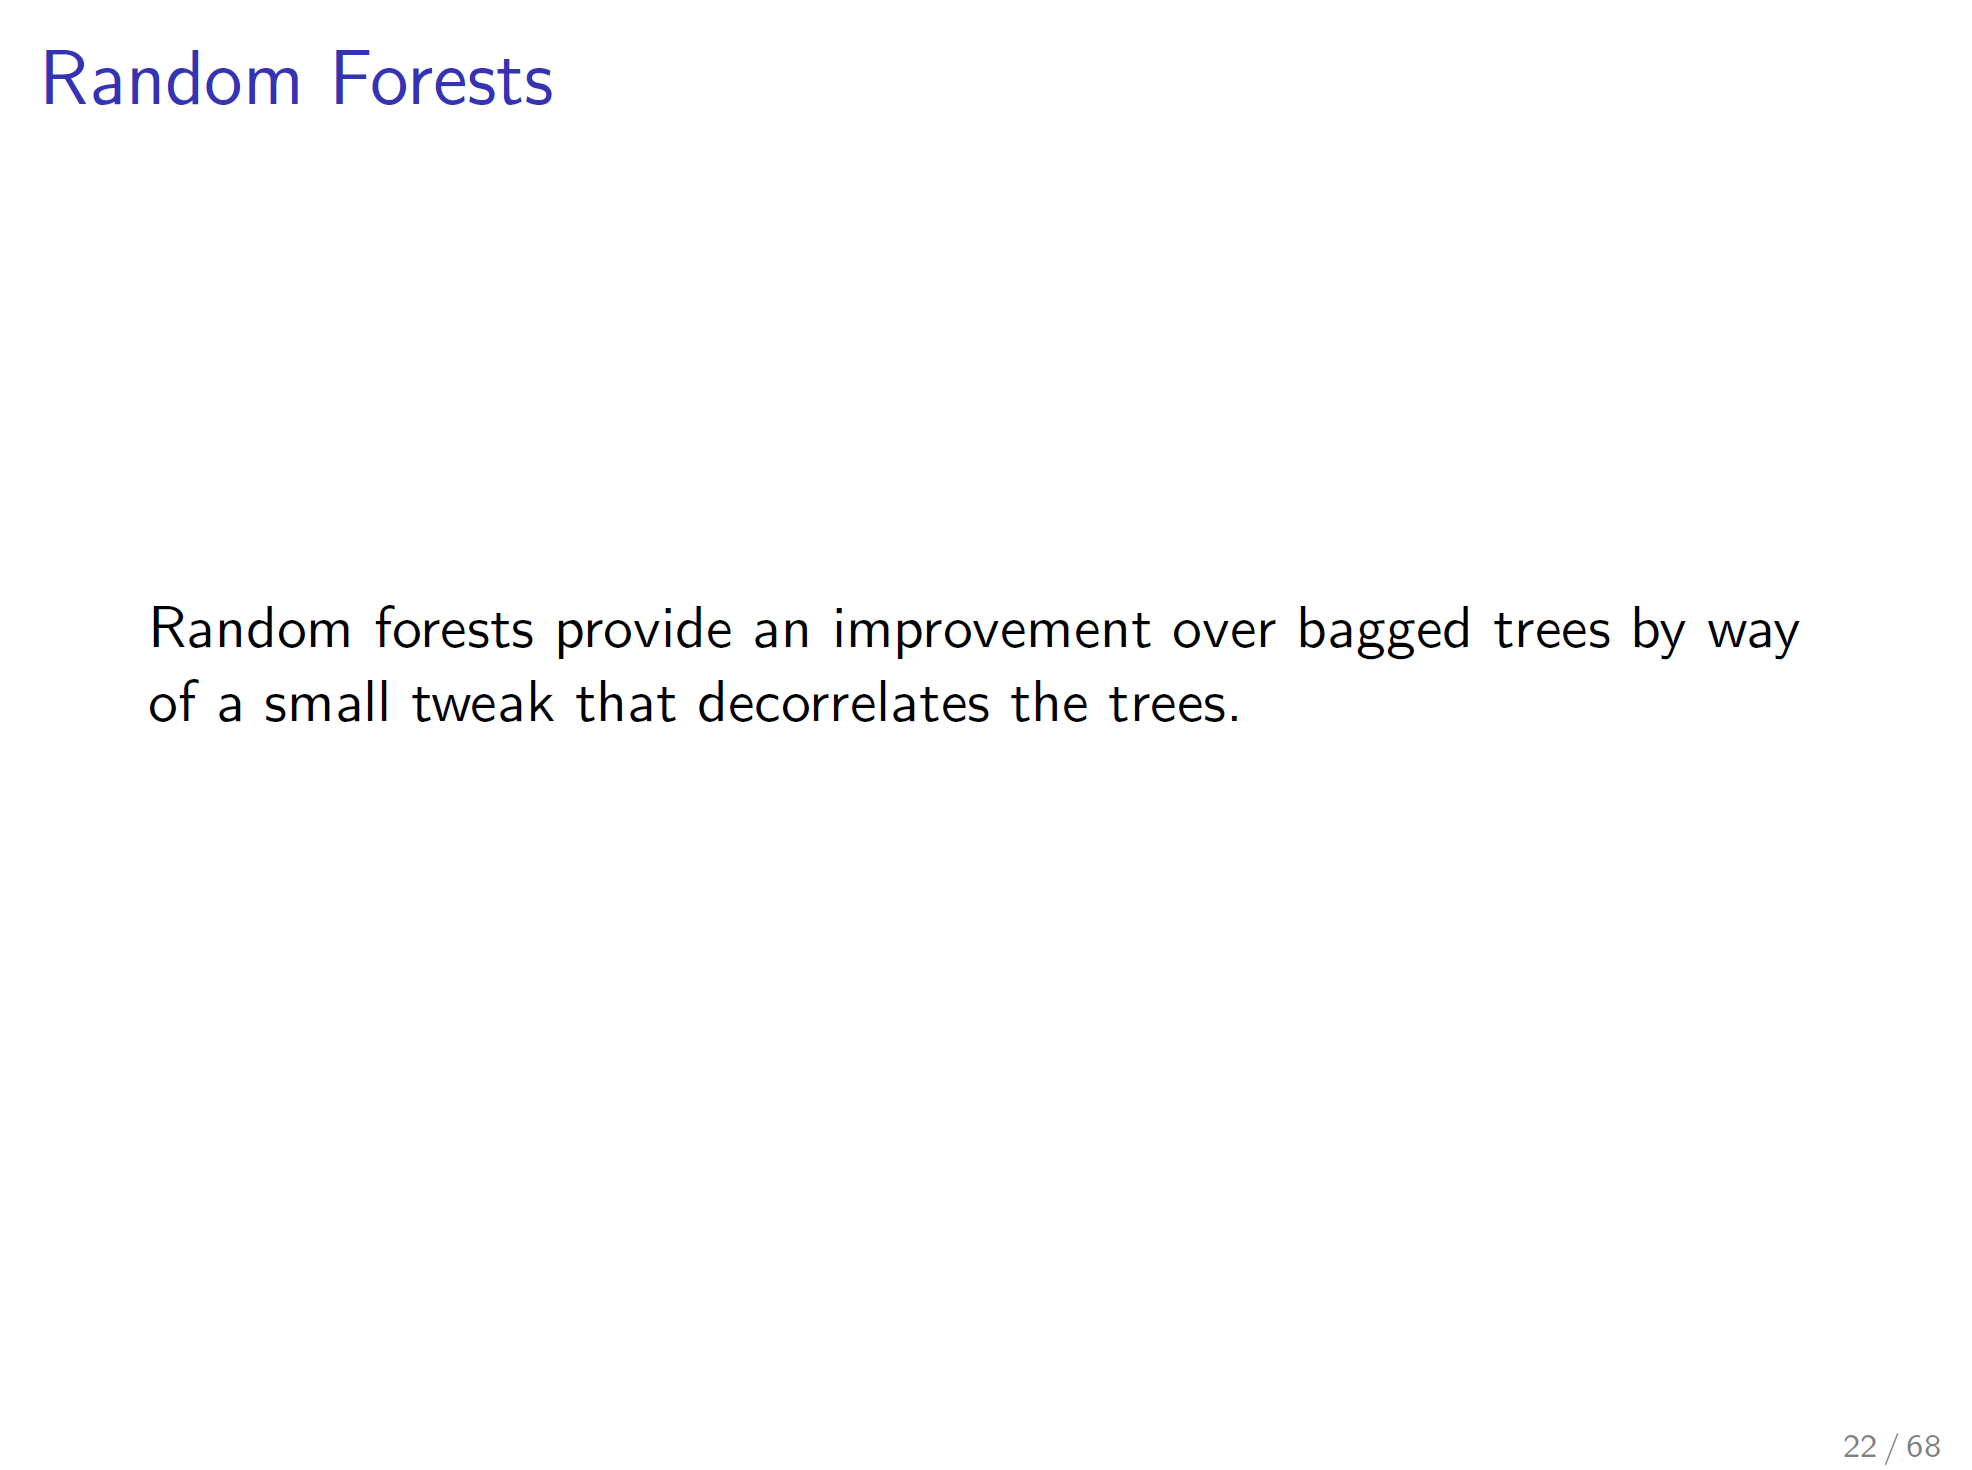 Random Forests
Random forests provide an improvement over bagged trees by way
of a small tweak that decorrelates the trees.
22 / 68